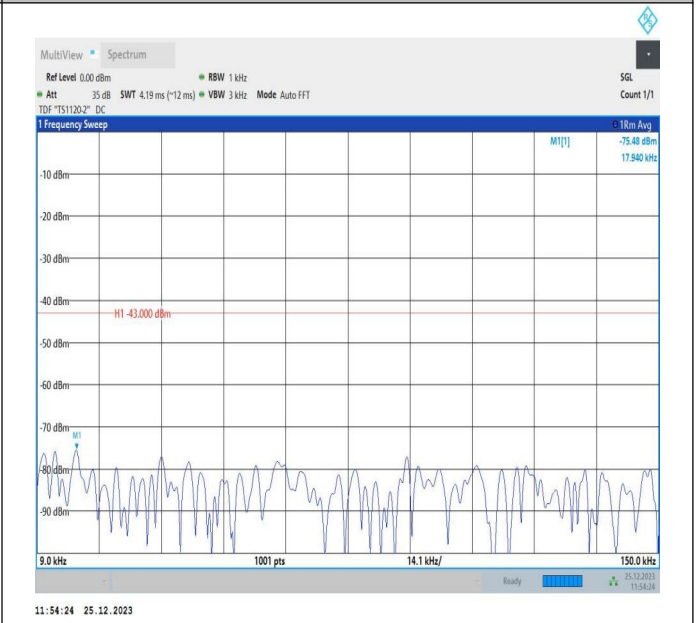 R S
MultiView Spectrum
Ref Level 0.00 dBm RBW 1 kHz SGL
Att 35 dB SWT 4.19 ms (~12 ms) VBW 3 kHz Mode Auto FFT Count 1/1
TDF "TS1120-2" DC
1 Frequency Sweep 1Rm Avg
M1[1] -75.48 dBm
17.940 kHz
-10 dBm
-20 dBm
-30 dBm
-40 dBm
H1 -43.000 dBm
-50 dBm
-60 dBm
-70 dBm
M1
-80 dBm
-90 dBm
9.0 kHz 1001 pts 14.1 kHz/ 150.0 kHz
Ready 25.12.2023
11:54:24
11:54:24 25.12.2023